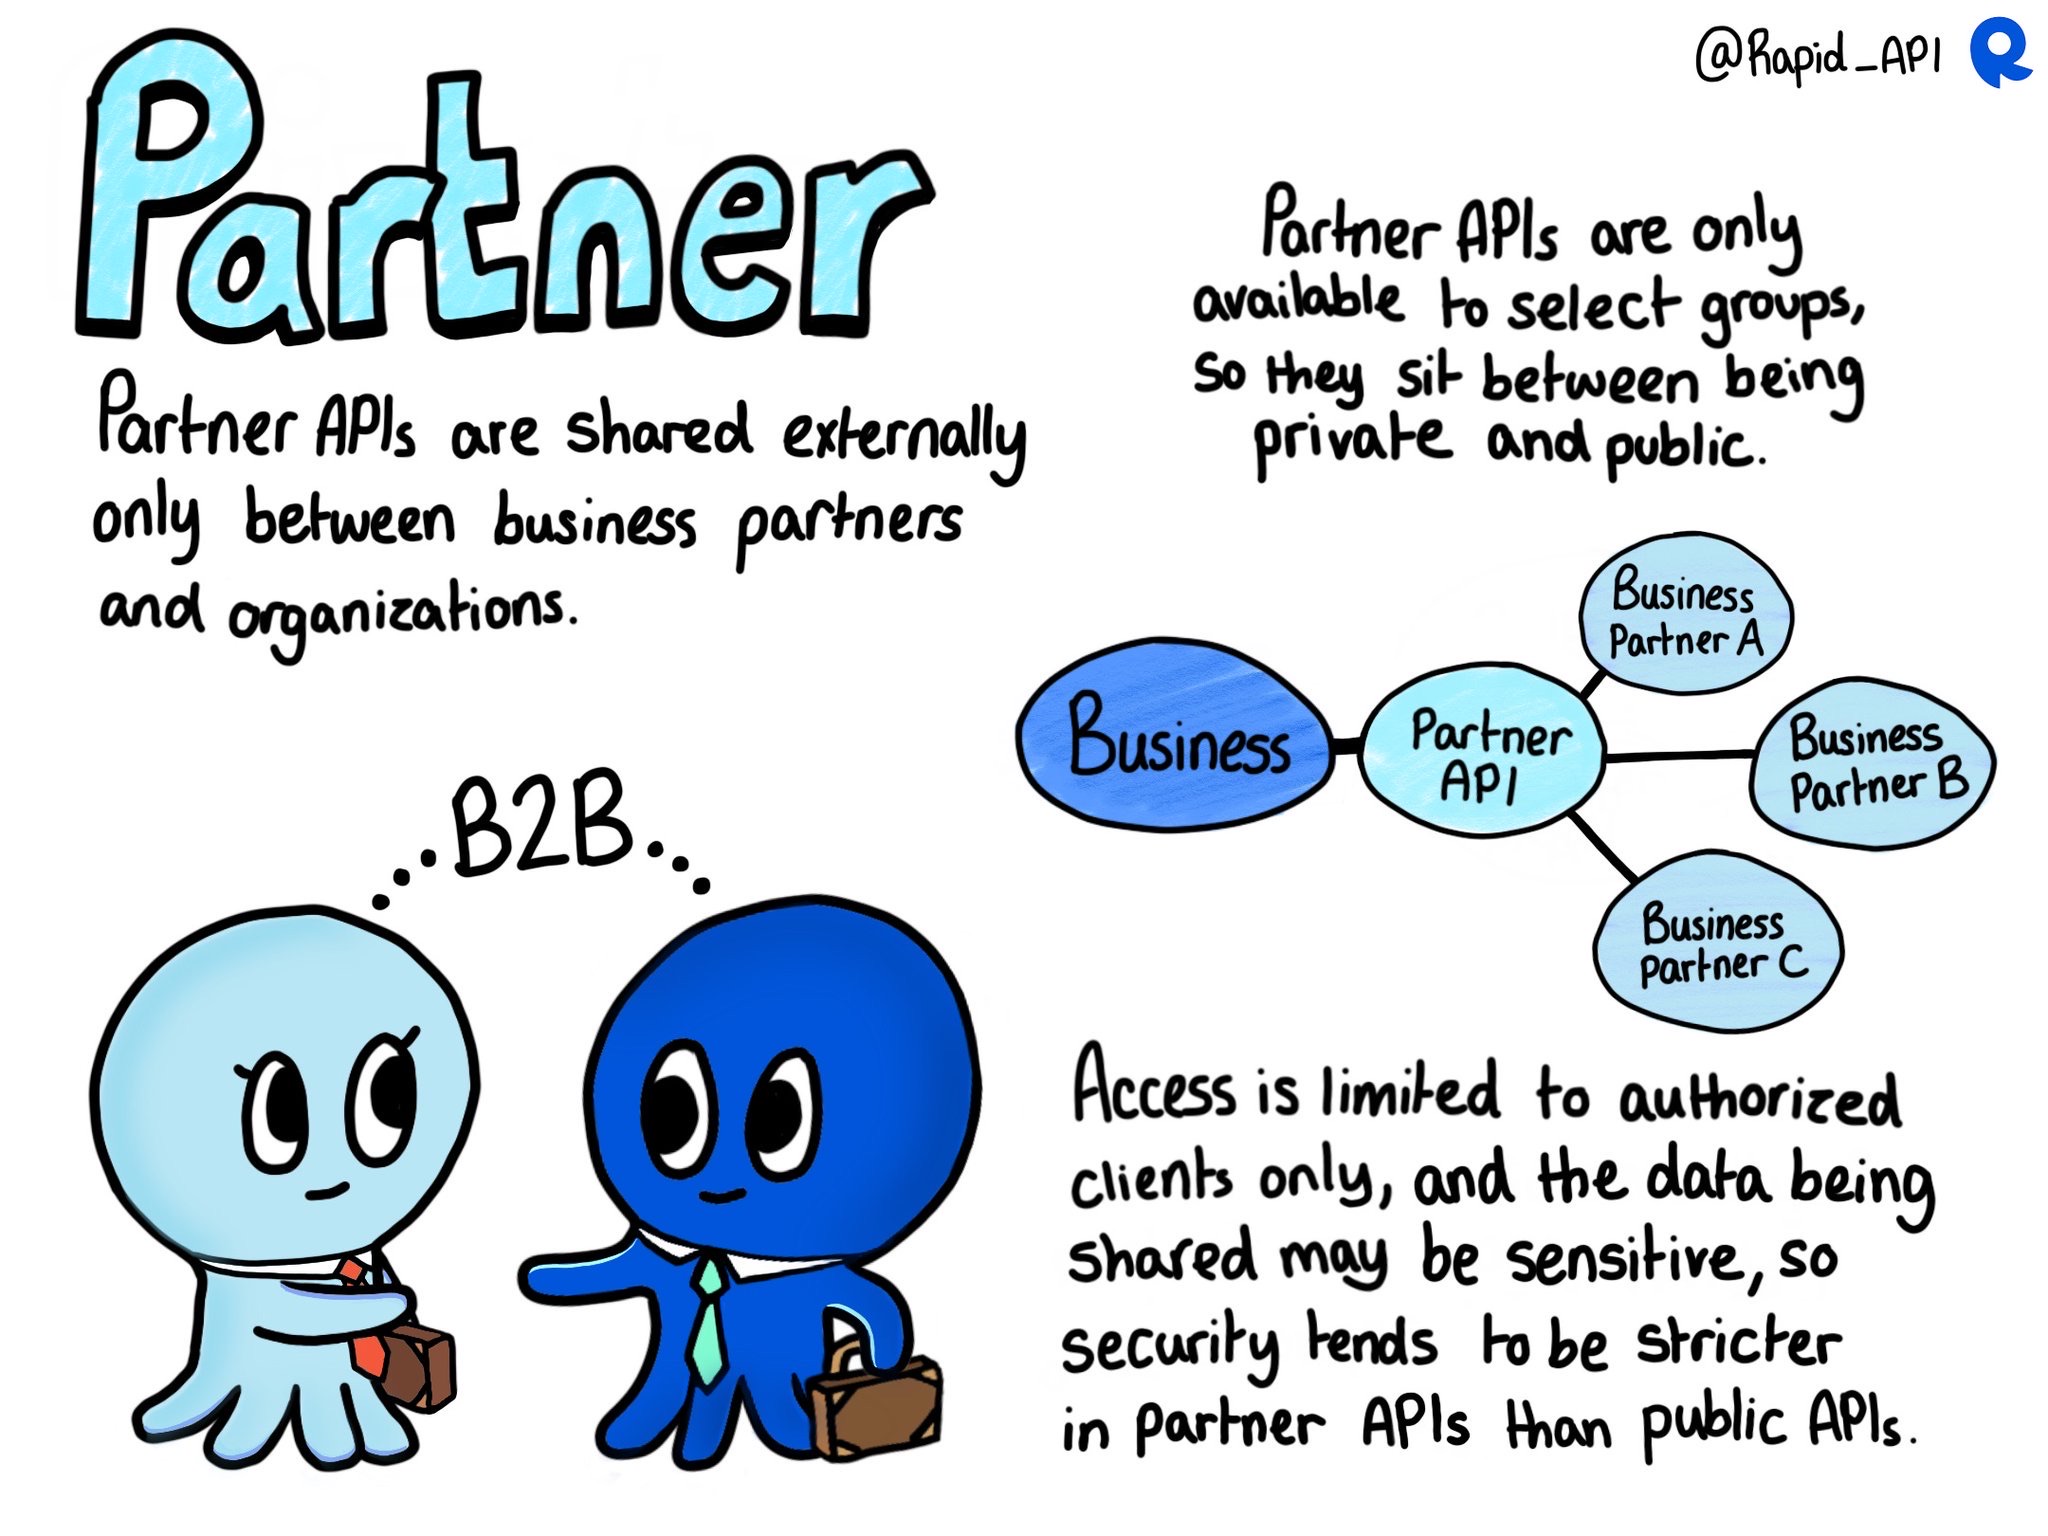 @Rapid_API
Partner
Partner APIs are shared externally
only between business partners
and organizations.
Partner APIs are only
available to select groups,
so they sit between being
private and public.
Business
Partner
API
Business
Partner A
Business
Partner B
Business
Partner C
...B2B...
Access is limited to authorized
clients only, and the data being
shared may be sensitive, so
security tends to be stricter
in partner APIs than public APIs.